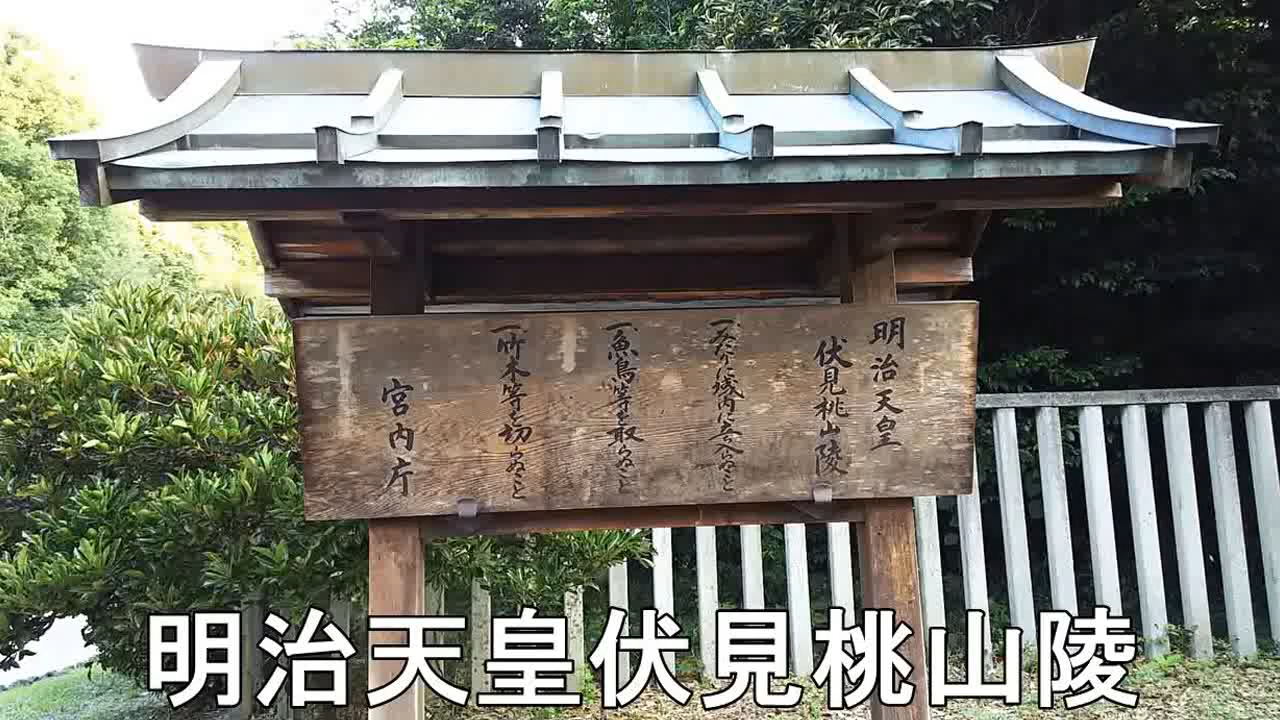 明治天皇
伏見桃山陵
一、みだりに域内に立入らぬこと
一、魚鳥等を取らぬこと
一、竹木等を切らぬこと
宮内庁
明治天皇伏見桃山陵